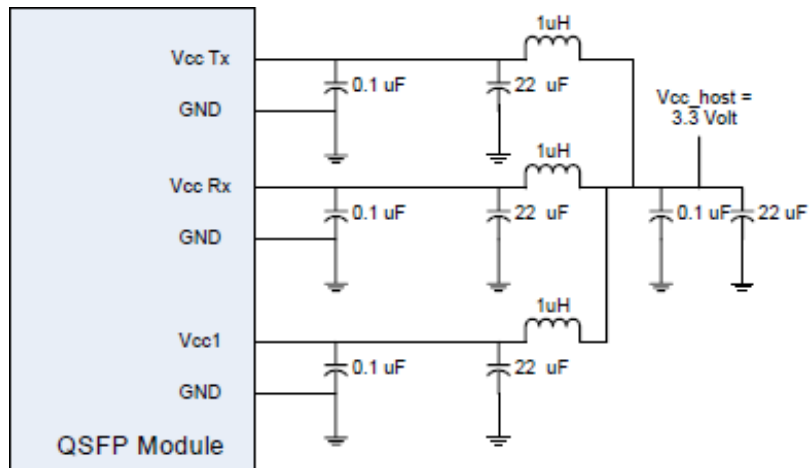 1uH
Vcc Tx
0.1 uF
22 uF
GND
Vcc_host =
3.3 Volt
1uH
Vcc Rx
0.1 uF
22 uF
0.1 uF
22 uF
GND
1uH
Vcc1
0.1 uF
22 uF
GND
QSFP Module